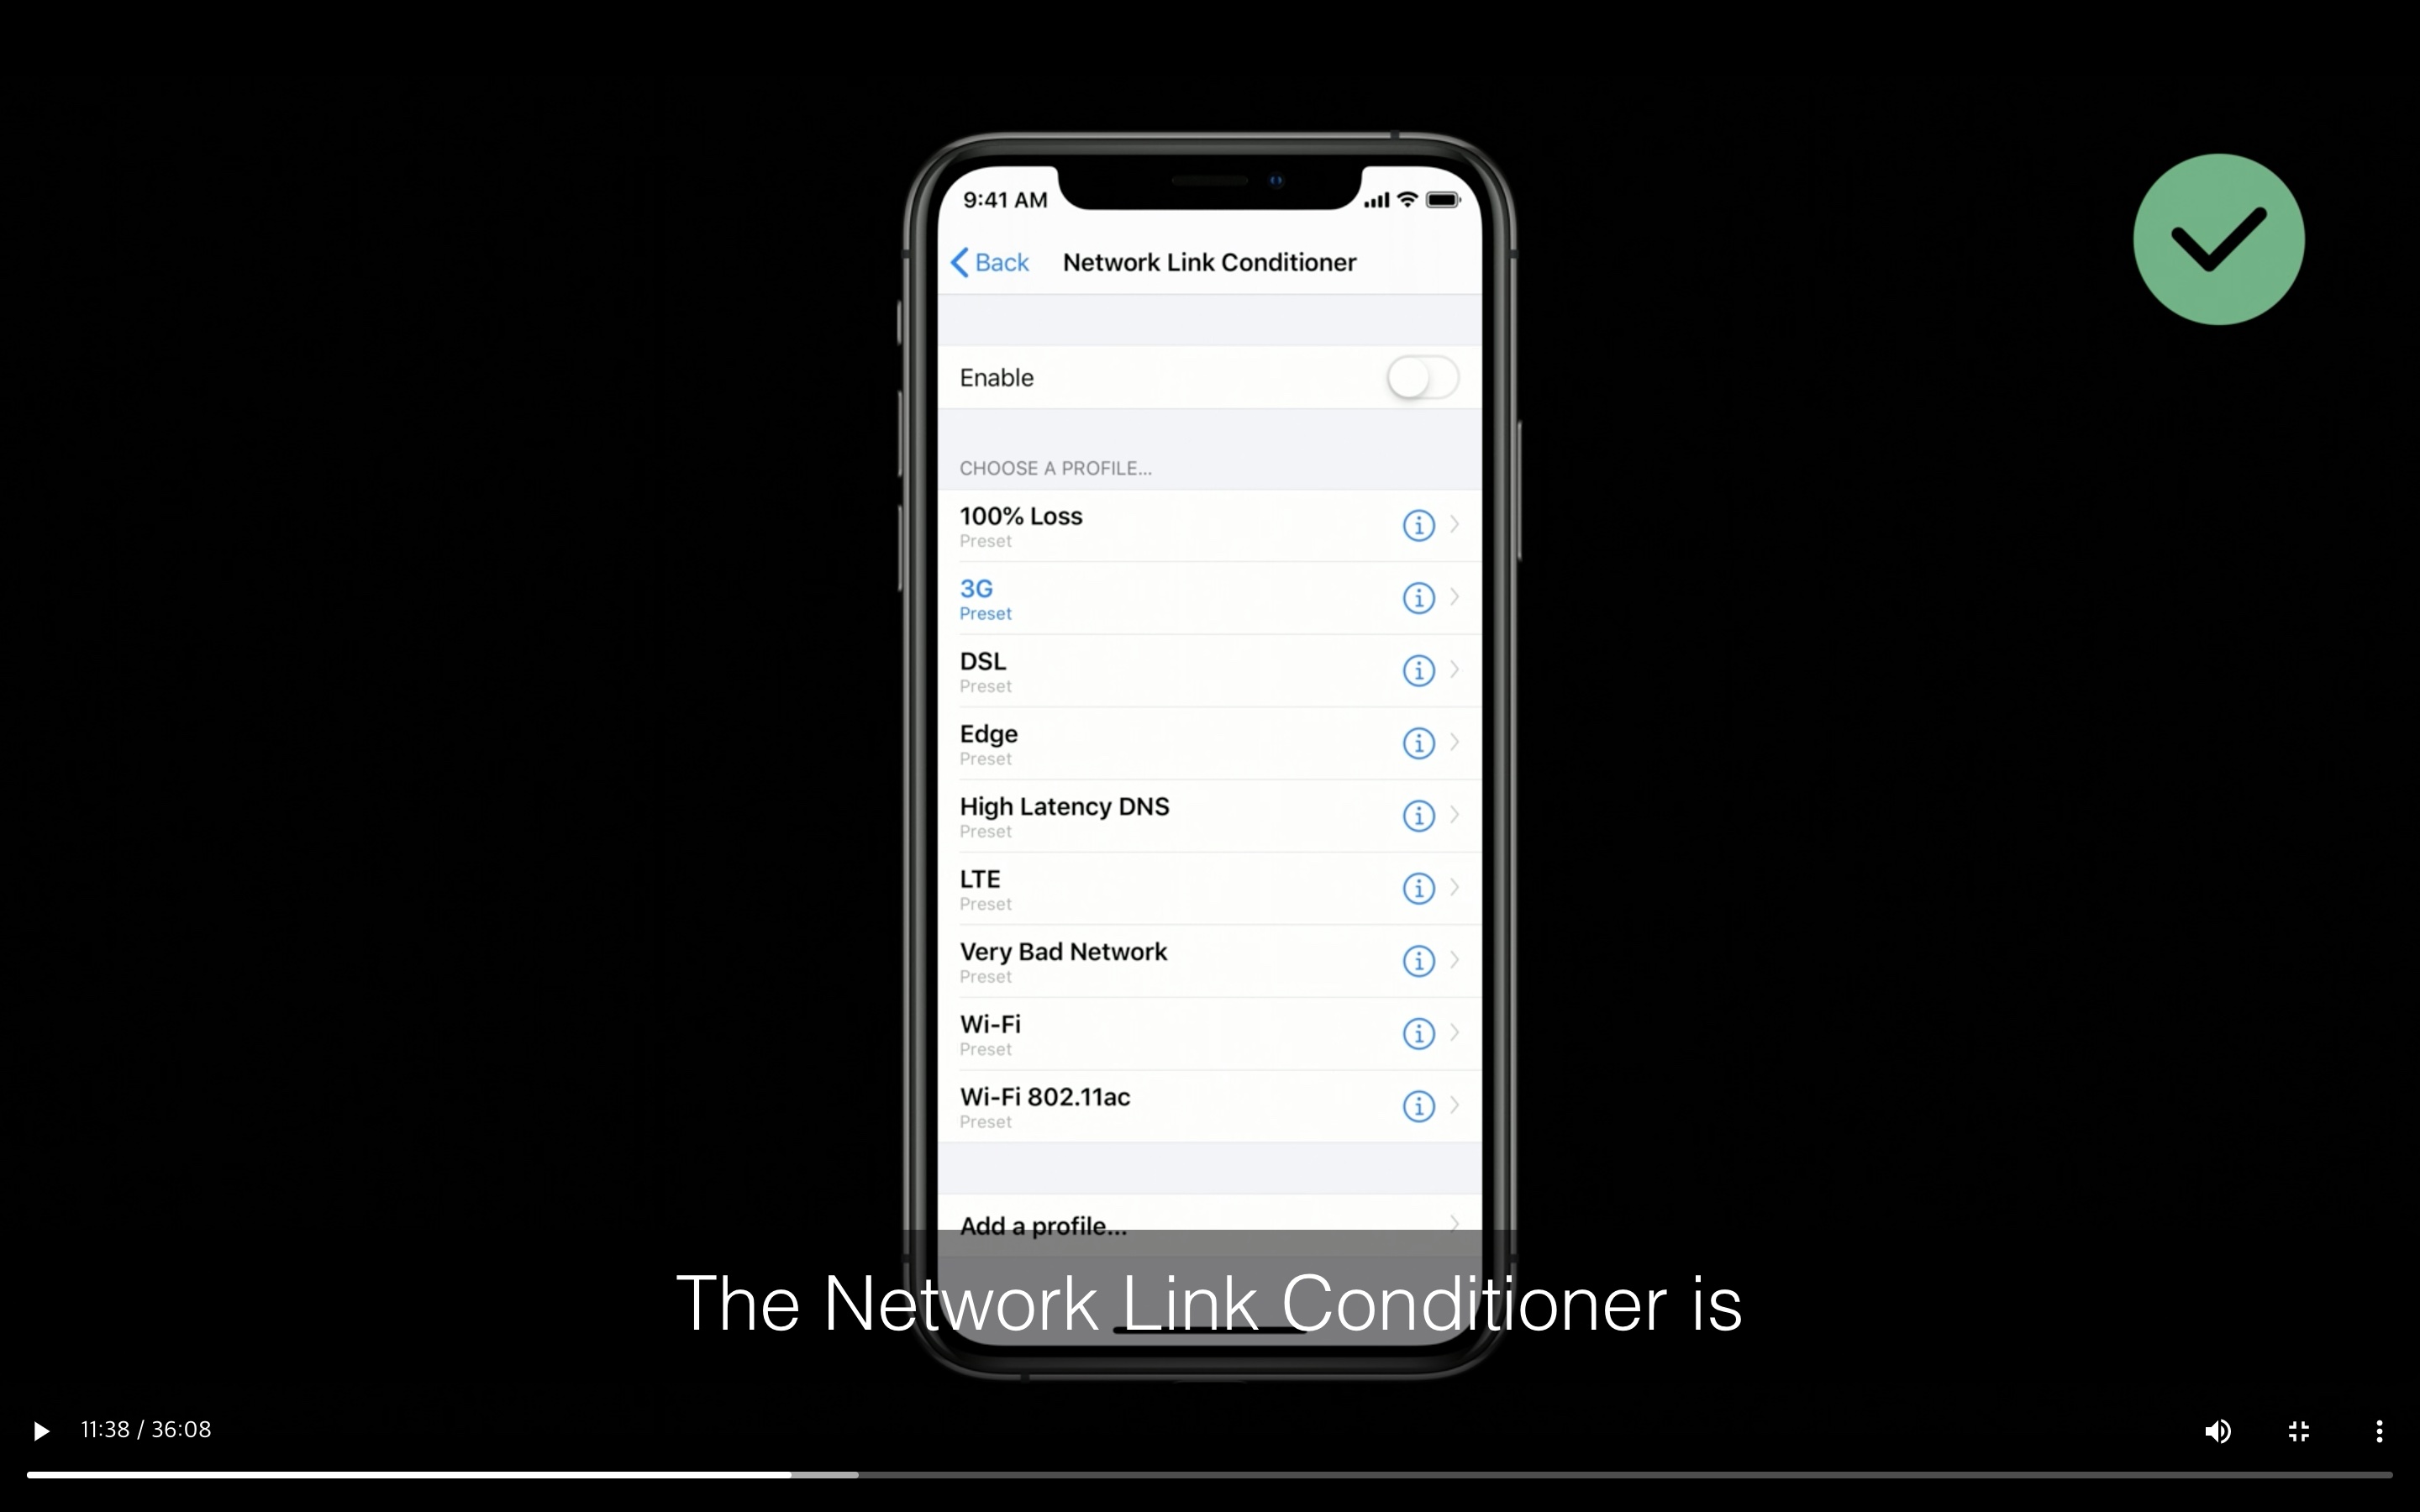 9:41 AM
Back
Network Link Conditioner
Enable
CHOOSE A PROFILE...
100% Loss
Preset
3G
Preset
DSL
Preset
Edge
Preset
High Latency DNS
Preset
LTE
Preset
Very Bad Network
Preset
Wi-Fi
Preset
Wi-Fi 802.11ac
Preset
Add a profile...
The Network Link Conditioner is
11:38 / 36:08